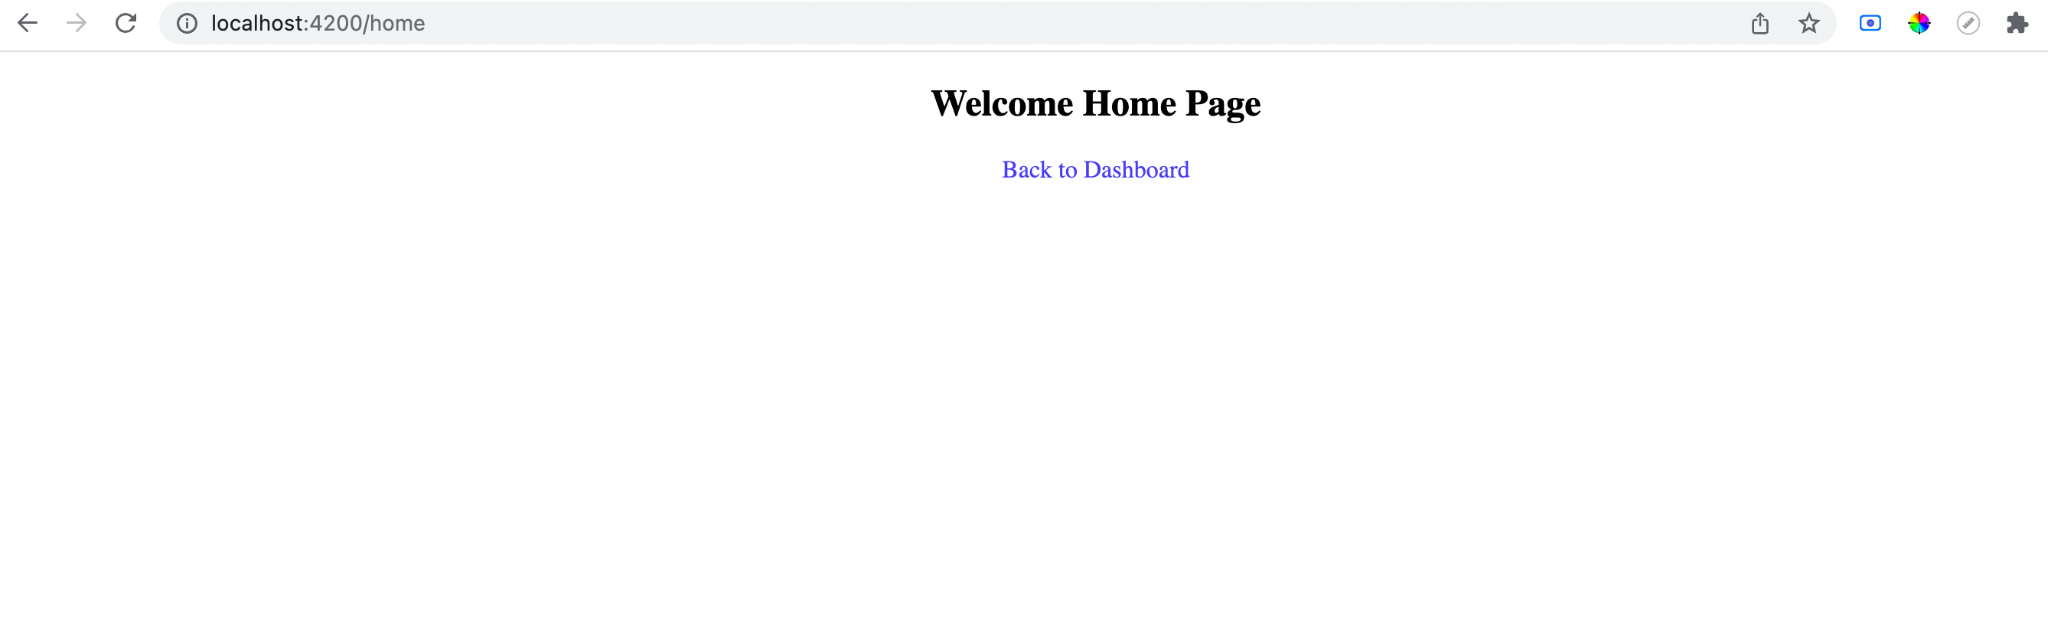 localhost:4200/home
Welcome Home Page
Back to Dashboard